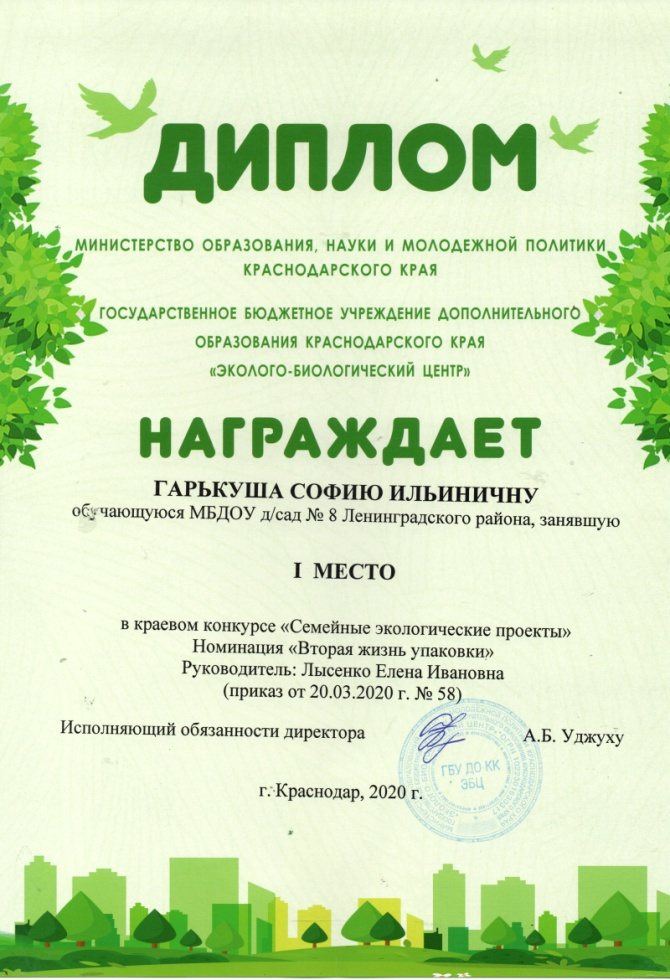 ДИПЛОМ
МИНИСТЕРСТВО ОБРАЗОВАНИЯ, НАУКИ И МОЛОДЕЖНОЙ ПОЛИТИКИ
КРАСНОДАРСКОГО КРАЯ
ГОСУДАРСТВЕННОЕ БЮДЖЕТНОЕ УЧРЕЖДЕНИЕ ДОПОЛНИТЕЛЬНОГО
ОБРАЗОВАНИЯ КРАСНОДАРСКОГО КРАЯ
«ЭКОЛОГО-БИОЛОГИЧЕСКИЙ ЦЕНТР»
НАГРАЖДАЕТ
ГАРЬКУША СОФИЮ ИЛЬИНИЧНУ
обучающуюся МБДОУ д/сад № 8 Ленинградского района, занявшую
I МЕСТО
в краевом конкурсе «Семейные экологические проекты»
Номинация «Вторая жизнь упаковки»
Руководитель: Лысенко Елена Ивановна
(приказ от 20.03.2020 г. № 58)
Исполняющий обязанности директора А.Б. Уджуху
ГБУ ДО КК
ЭБЦ
г. Краснодар, 2020 г.